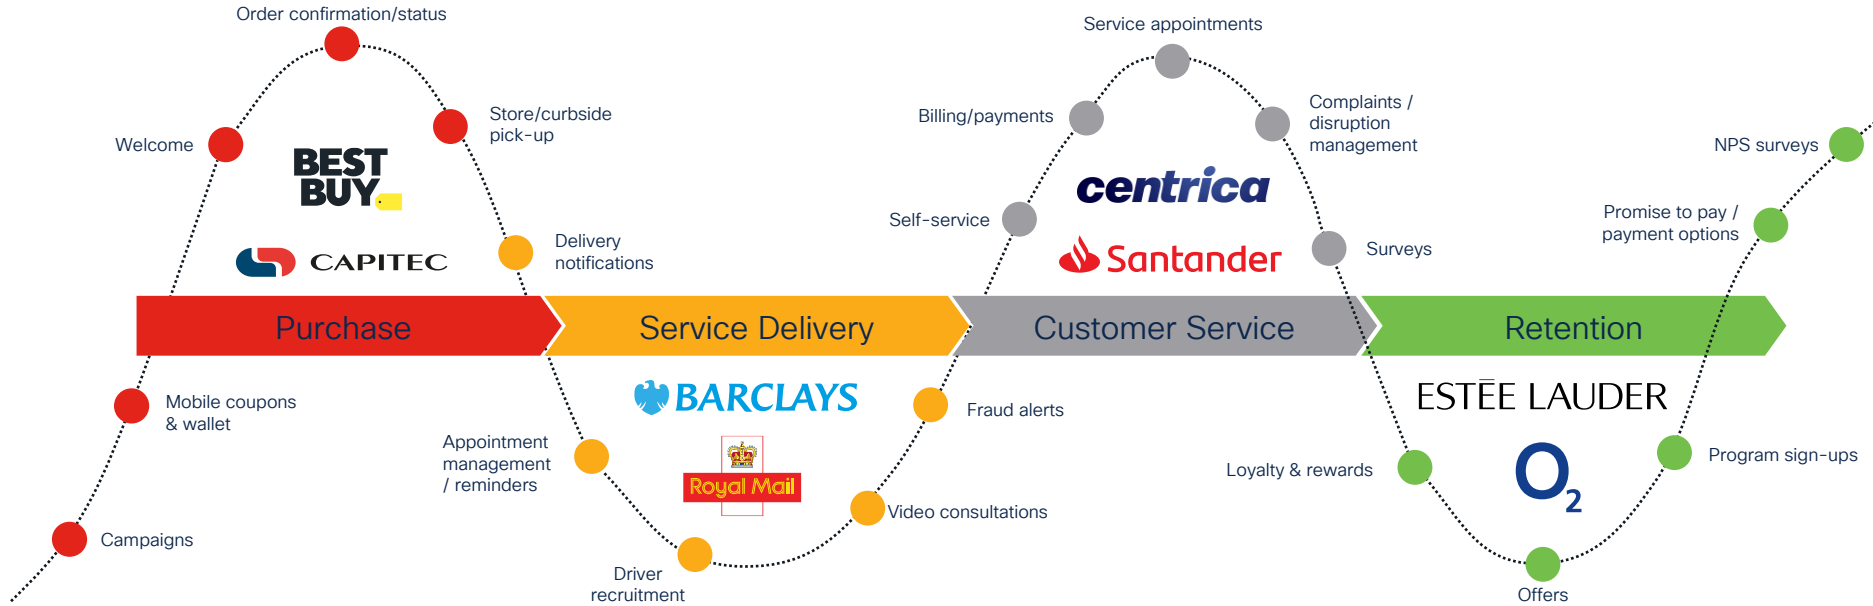 Order confirmation/status
Welcome
Store/curbside
pick-up
BEST
BUY
CAPITEC
Delivery
notifications
Purchase
Mobile coupons
& wallet
Campaigns
Service Delivery
BARCLAYS
Royal Mail
Appointment
management
/ reminders
Driver
recruitment
Video consultations
Fraud alerts
Service appointments
Billing/payments
Complaints /
disruption
management
Self-service
centrica
Santander
Surveys
Customer Service
NPS surveys
Promise to pay /
payment options
Retention
ESTĒE LAUDER
Loyalty & rewards
O2
Program sign-ups
Offers